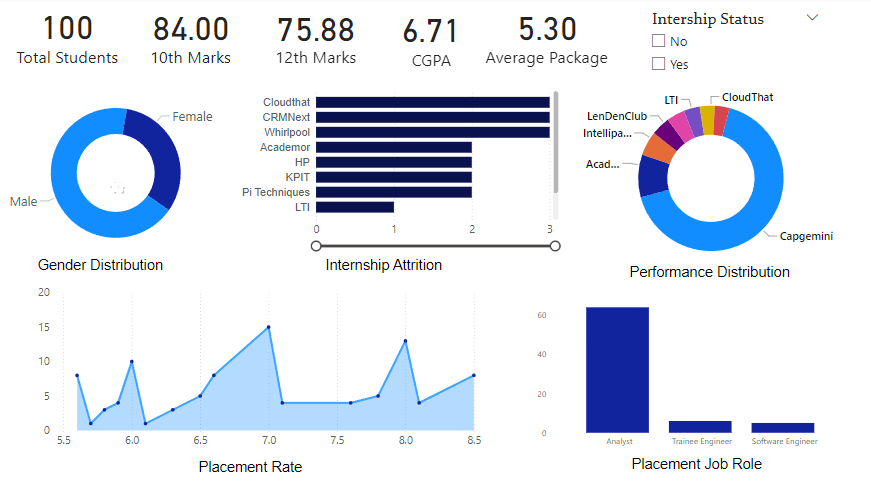 100
Total Students
84.00
10th Marks
75.88
12th Marks
6.71
CGPA
5.30
Average Package
Intership Status
No
Yes
Female
Male
Gender Distribution
Cloudthat
CRMNext
Whirlpool
Academor
HP
KPIT
Pi Techniques
LTI
0 1 2 3
Internship Attrition
LTI
CloudThat
LenDenClub
Intellipa...
Acad...
Capgemini
Performance Distribution
20
15
10
5
0
5.5 6.0 6.5 7.0 7.5 8.0 8.5
Placement Rate
60
40
20
0
Analyst Trainee Engineer Software Engineer
Placement Job Role